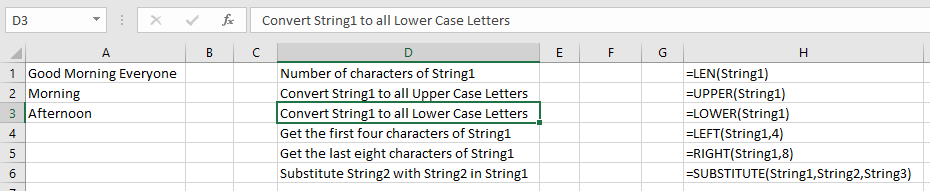 D3 fx Convert String1 to all Lower Case Letters
A B C D E F G H
1 Good Morning Everyone Number of characters of String1 =LEN(String1)
2 Morning Convert String1 to all Upper Case Letters =UPPER(String1)
3 Afternoon Convert String1 to all Lower Case Letters =LOWER(String1)
4 Get the first four characters of String1 =LEFT(String1,4)
5 Get the last eight characters of String1 =RIGHT(String1,8)
6 Substitute String2 with String2 in String1 =SUBSTITUTE(String1,String2,String3)